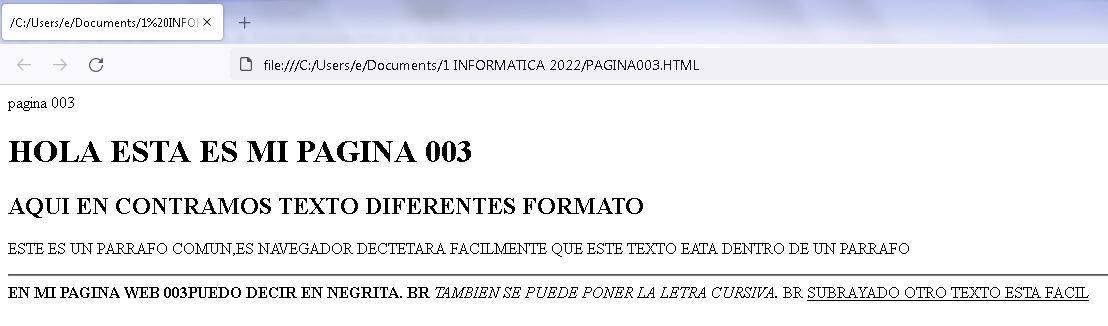 /C:/Users/e/Documents/1%20INFOR
file:///C:/Users/e/Documents/1 INFORMATICA 2022/PAGINA003.HTML
pagina 003
HOLA ESTA ES MI PAGINA 003
AQUI EN CONTRAMOS TEXTO DIFERENTES FORMATO
ESTE ES UN PARRAFO COMUN,ES NAVEGADOR DECTETARA FACILMENTE QUE ESTE TEXTO EATA DENTRO DE UN PARRAFO
EN MI PAGINA WEB 003PUEDO DECIR EN NEGRITA. BR TAMBIEN SE PUEDE PONER LA LETRA CURSIVA. BR SUBRAYADO OTRO TEXTO ESTA FACIL